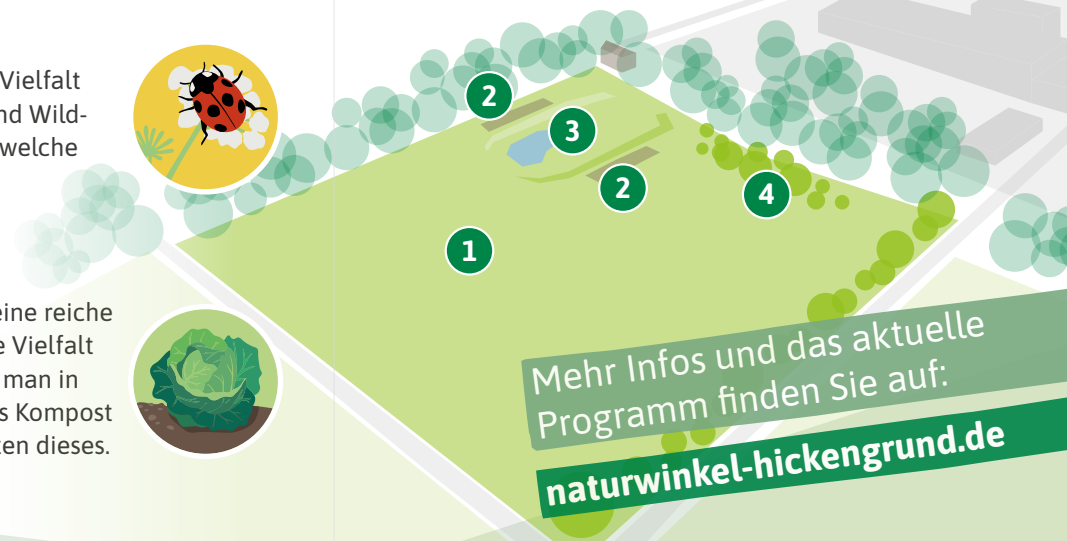 Vielfalt
nd Wild-
welche
eine reiche
e Vielfalt
man in
s Kompost
ten dieses.
2
3
2
4
1
Mehr Infos und das aktuelle
Programm finden Sie auf:
naturwinkel-hickengrund.de